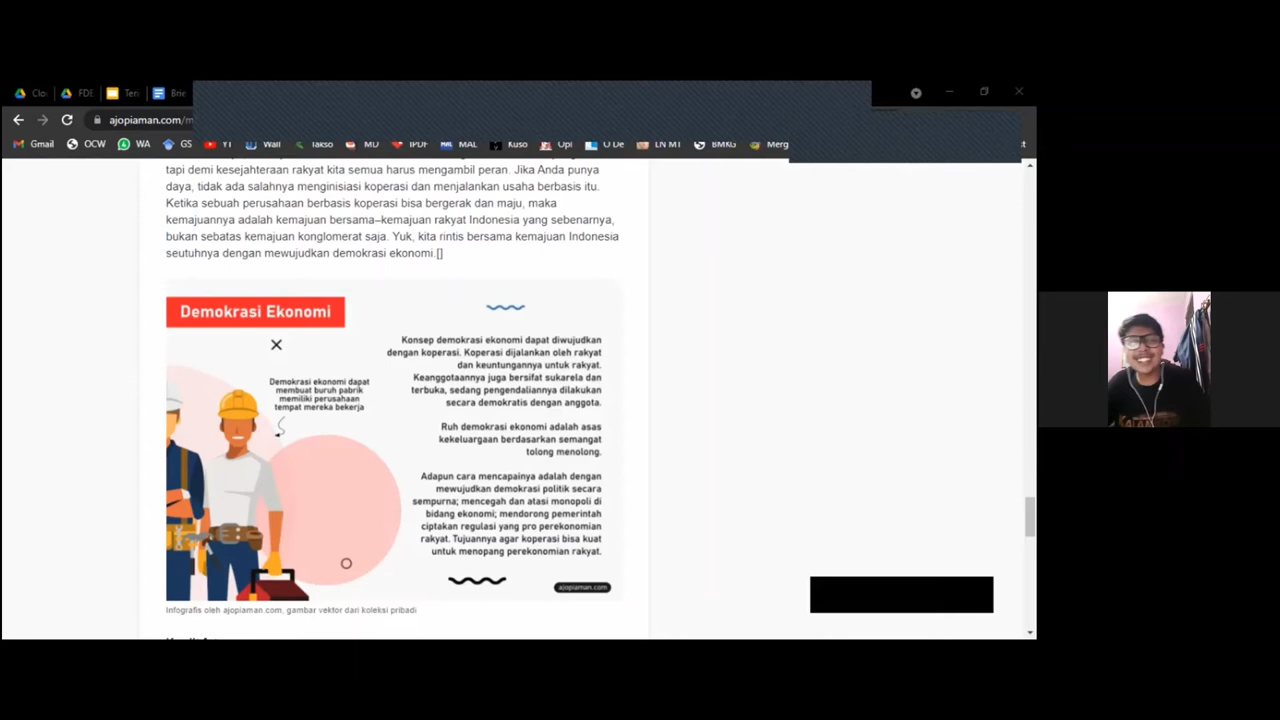 Clo
FDE
Teri
Brie
ajopiaman.com/m
Gmail
OCW
WA
GS
YT
Wall
Takso
MD
IPDF
MAL
Kuso
Opi
O De
LN MT
BMKG
Merg
tapi demi kesejahteraan rakyat kita semua harus mengambil peran. Jika Anda punya
daya, tidak ada salahnya menginisiasi koperasi dan menjalankan usaha berbasis itu.
Ketika sebuah perusahaan berbasis koperasi bisa bergerak dan maju, maka
kemajuannya adalah kemajuan bersama–kemajuan rakyat Indonesia yang sebenarnya,
bukan sebatas kemajuan konglomerat saja. Yuk, kita rintis bersama kemajuan Indonesia
seutuhnya dengan mewujudkan demokrasi ekonomi.[]
Demokrasi Ekonomi
Demokrasi ekonomi dapat
membuat buruh pabrik
memiliki perusahaan
tempat mereka bekerja
Konsep demokrasi ekonomi dapat diwujudkan
dengan koperasi. Koperasi dijalankan oleh rakyat
dan keuntungannya untuk rakyat.
Keanggotaannya juga bersifat sukarela dan
terbuka, sedang pengendaliannya dilakukan
secara demokratis dengan anggota.
Ruh demokrasi ekonomi adalah asas
kekeluargaan berdasarkan semangat
tolong menolong.
Adapun cara mencapainya adalah dengan
mewujudkan demokrasi politik secara
sempurna; mencegah dan atasi monopoli di
bidang ekonomi; mendorong pemerintah
ciptakan regulasi yang pro perekonomian
rakyat. Tujuannya agar koperasi bisa kuat
untuk menopang perekonomian rakyat.
ajopiaman.com
Infografis oleh ajopiaman.com, gambar vektor dari koleksi pribadi